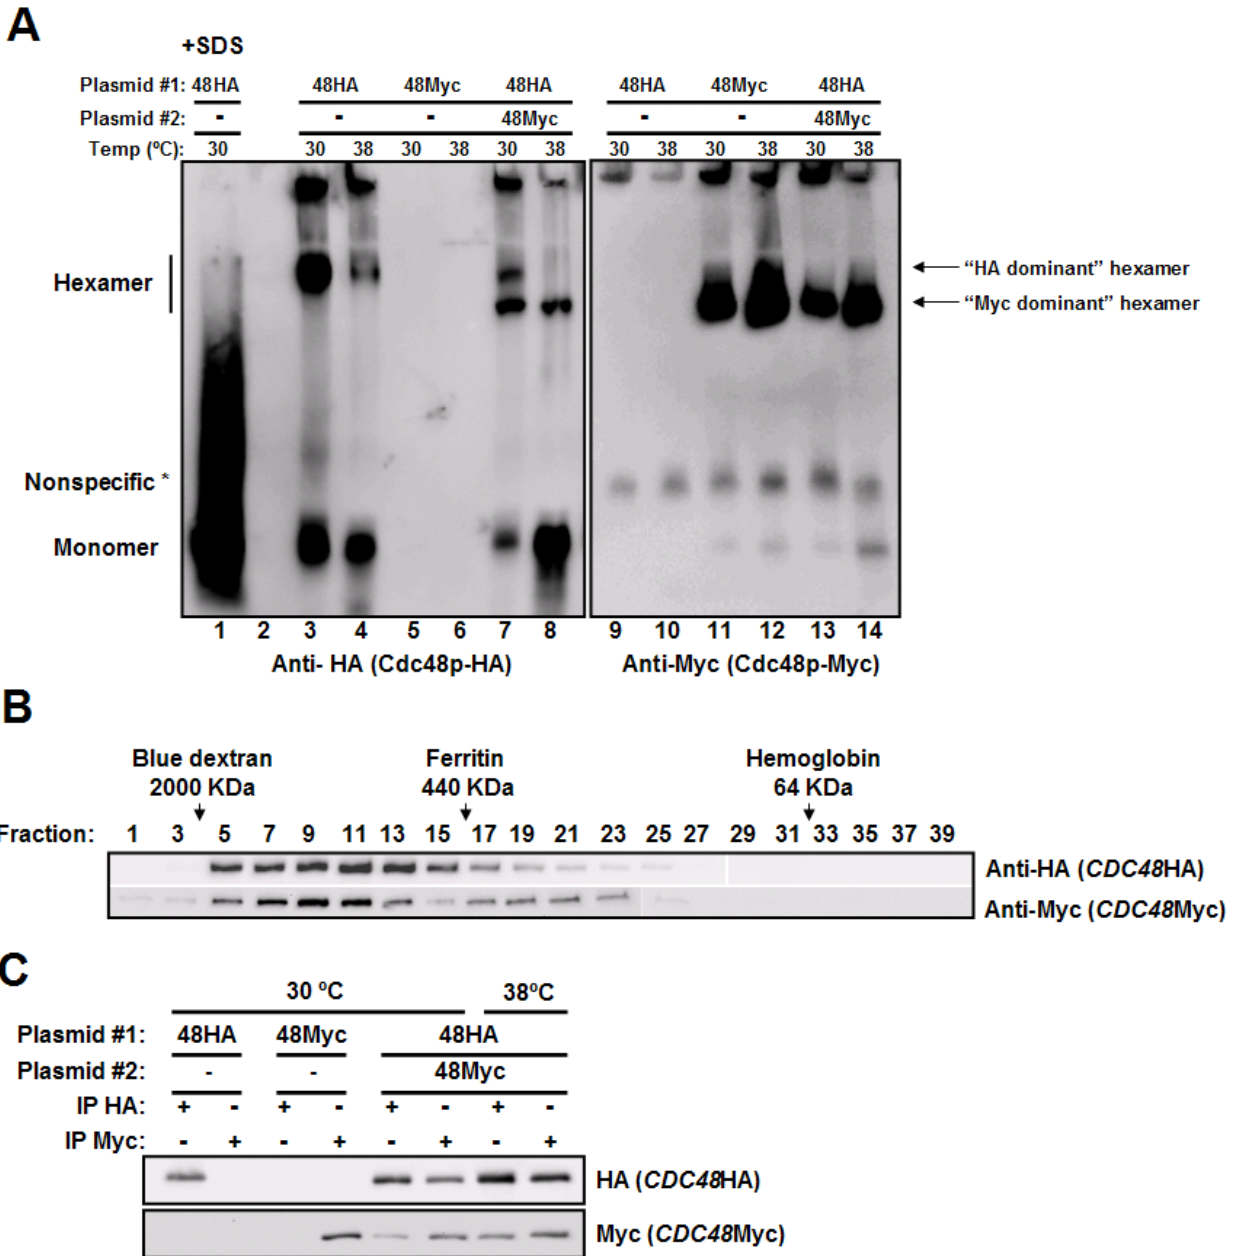 A
+SDS
Plasmid #1: 48HA 48HA 48Myc 48HA 48HA 48Myc 48HA
Plasmid #2: - - - 48Myc - - 48Myc
Temp (ºC): 30 30 38 30 38 30 38 30 38 30 38 30 38
Hexamer
"HA dominant" hexamer
"Myc dominant" hexamer
Nonspecific *
Monomer
1 2 3 4 5 6 7 8 9 10 11 12 13 14
Anti- HA (Cdc48p-HA) Anti-Myc (Cdc48p-Myc)
B
Blue dextran Ferritin Hemoglobin
2000 KDa 440 KDa 64 KDa
Fraction: 1 3 5 7 9 11 13 15 17 19 21 23 25 27 29 31 33 35 37 39
Anti-HA (CDC48HA)
Anti-Myc (CDC48Myc)
C
30 ºC 38ºC
Plasmid #1: 48HA 48Myc 48HA
Plasmid #2: - - 48Myc
IP HA: + - + - + - + -
IP Myc: - + - + - + - +
HA (CDC48HA)
Myc (CDC48Myc)